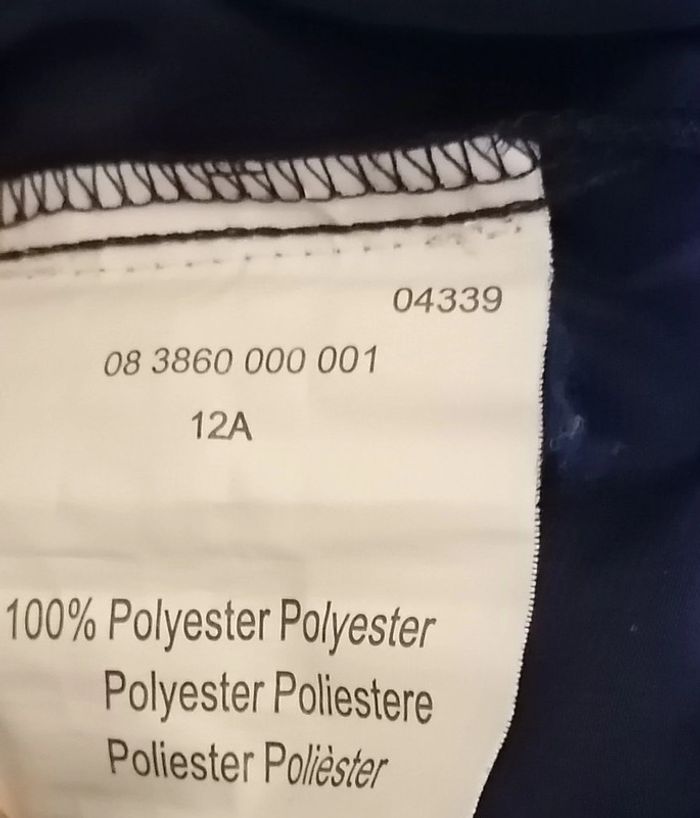 04339
08 3860 000 001
12A
100% Polyester Polyester
Polyester Poliestere
Poliester Polièster